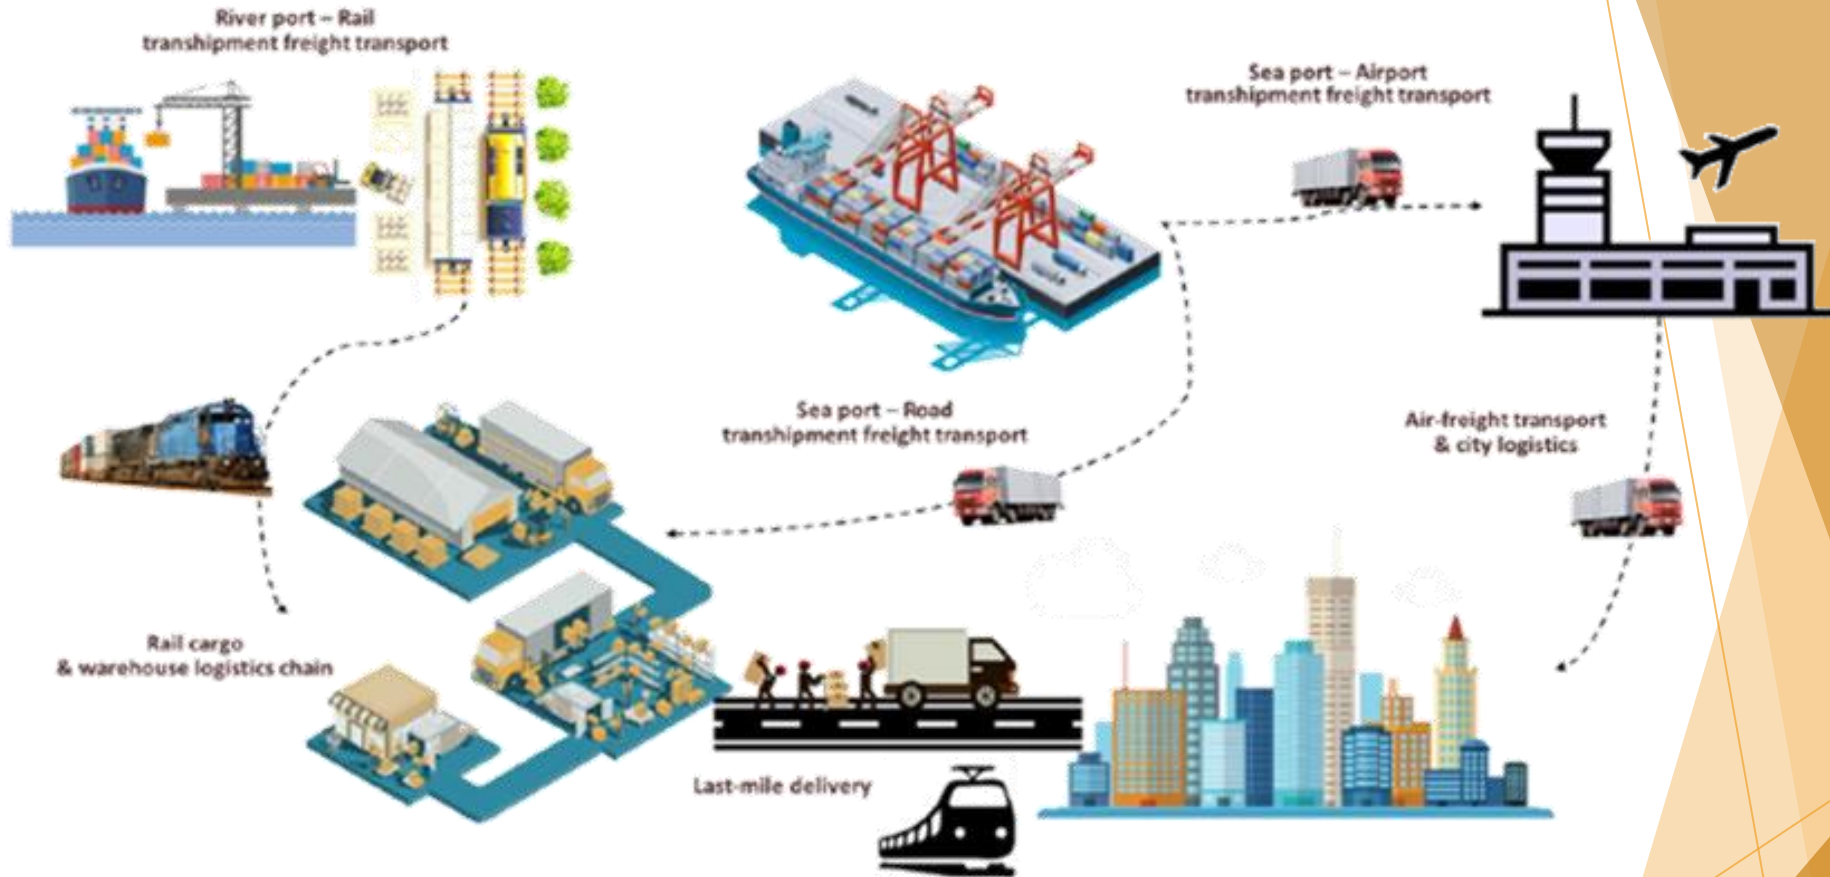 River port – Rail
transhipment freight transport
Sea port – Airport
transhipment freight transport
Sea port – Road
transhipment freight transport
Air-freight transport
& city logistics
Rail cargo
& warehouse logistics chain
Last-mile delivery